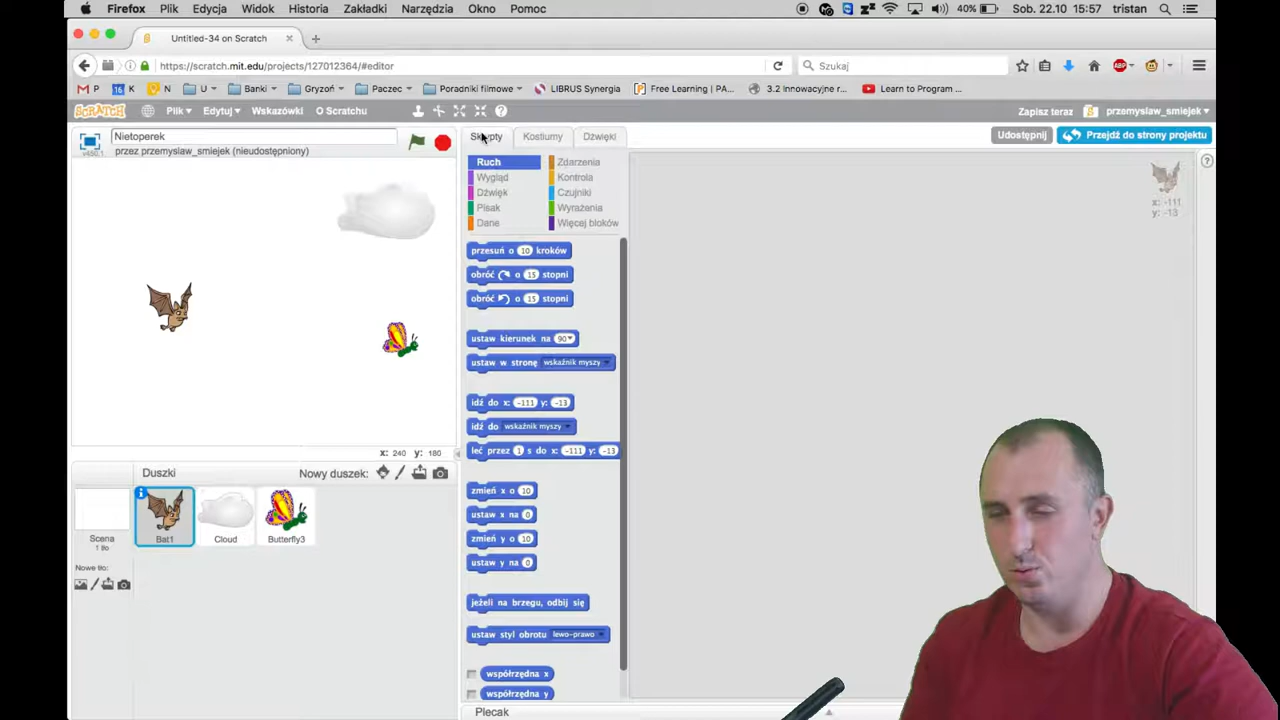 Firefox Plik Edycja Widok Historia Zakładki Narzędzia Okno Pomoc 40% Sob. 22.10 15:57 tristan
Untitled-34 on Scratch
https://scratch.mit.edu/projects/127012364/#editor Szukaj
P 16 K N U Banki Gryzoń Paczec Poradniki filmowe LIBRUS Synergia Free Learning | PA... 3.2 Innowacyjne r... Learn to Program ...
SCRATCH Plik Edytuj Wskazówki O Scratchu Zapisz teraz przemyslaw_smiejek
Nietoperek
v450.1 przez przemyslaw_smiejek (nieudostępniony)
Skrypty Kostiumy Dźwięki Udostępnij Przejdź do strony projektu
Ruch Zdarzenia
Wygląd Kontrola
Dźwięk Czujniki
Pisak Wyrażenia
Dane Więcej bloków
x: -111
y: -13
przesuń o 10 kroków
obróć o 15 stopni
obróć o 15 stopni
ustaw kierunek na 90
ustaw w stronę wskaźnik myszy
idź do x: -111 y: -13
idź do wskaźnik myszy
leć przez 1 s do x: -111 y: -13
zmień x o 10
ustaw x na 0
zmień y o 10
ustaw y na 0
jeżeli na brzegu, odbij się
ustaw styl obrotu lewo-prawo
współrzędna x
współrzędna y
x: 240 y: 180
Duszki Nowy duszek:
Scena
1 tło
Bat1 Cloud Butterfly3
Nowe tło:
Plecak